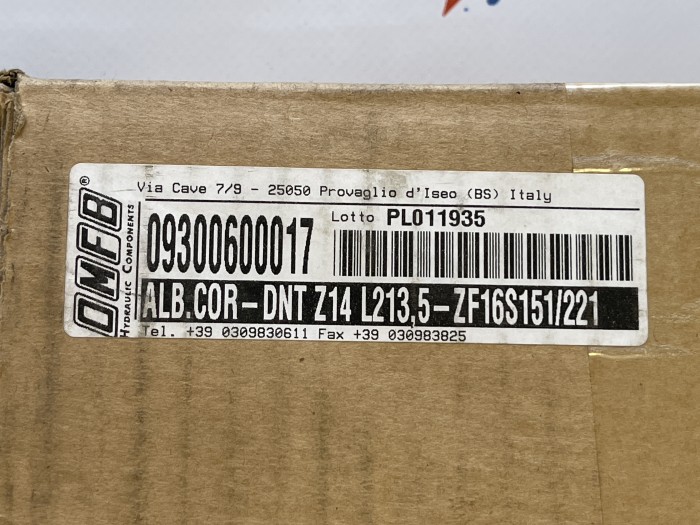 Via Cave 7/9 - 25050 Provaglio d'Iseo (BS) Italy
OMFB®
HYDRAULIC COMPONENTS
09300600017
Lotto PL011935
ALB.COR-DNT Z14 L213,5-ZF16S151/221
Tel. +39 0309830611 Fax +39 030983825